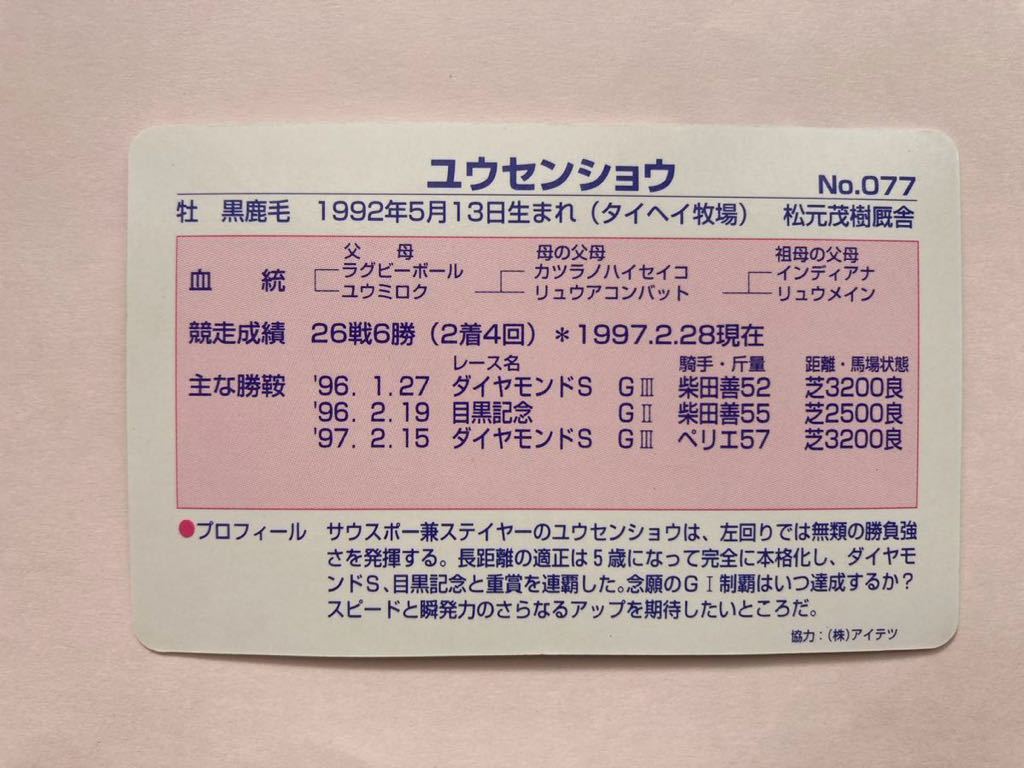 ユウセンショウ No.077
牡 黒鹿毛 1992年5月13日生まれ（タイヘイ牧場） 松元茂樹厩舎
父 母 母の父母 祖母の父母
血統 ラグビーボール カツラノハイセイコ インディアナ
ユウミロク リュウアコンバット リュウメイン
競走成績 26戦6勝（2着4回）＊1997.2.28現在
レース名 騎手・斤量 距離・馬場状態
主な勝鞍 '96. 1.27 ダイヤモンドS GⅢ 柴田善52 芝3200良
'96. 2.19 目黒記念 GⅡ 柴田善55 芝2500良
'97. 2.15 ダイヤモンドS GⅢ ペリエ57 芝3200良
●プロフィール サウスポー兼ステイヤーのユウセンショウは、左回りでは無類の勝負強
さを発揮する。長距離の適正は5歳になって完全に本格化し、ダイヤモ
ンドS、目黒記念と重賞を連覇した。念願のGⅠ制覇はいつ達成するか？
スピードと瞬発力のさらなるアップを期待したいところだ。
協力：（株）アイテツ